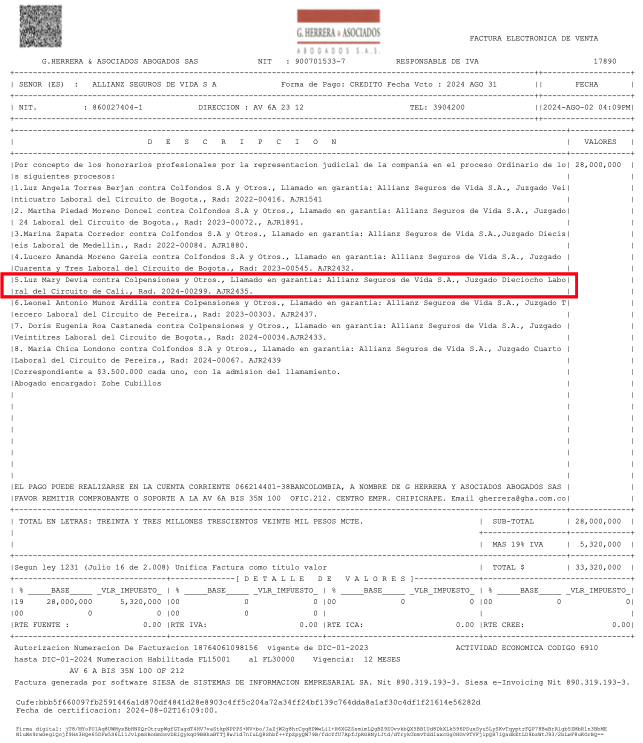 G. HERRERA & ASOCIADOS
A B O G A D O S S.A.S.
FACTURA ELECTRONICA DE VENTA
G.HERRERA & ASOCIADOS ABOGADOS SAS NIT : 900701533-7 RESPONSABLE DE IVA 17890
SENOR (ES) : ALLIANZ SEGUROS DE VIDA S A Forma de Pago: CREDITO Fecha Vcto : 2024 AGO 31 || FECHA
NIT. : 860027404-1 DIRECCION : AV 6A 23 12 TEL: 3904200 ||2024-AGO-02 04:09PM|
D E S C R I P C I O N | VALORES |
|Por concepto de los honorarios profesionales por la representacion judicial de la compania en el proceso Ordinario de lo| 28,000,000 |
|s siguientes procesos:
|1.Luz Angela Torres Berjan contra Colfondos S.A y Otros., Llamado en garantia: Allianz Seguros de Vida S.A., Juzgado Vei|
|nticuatro Laboral del Circuito de Bogota., Rad: 2022-00416. AJR1541
|2. Martha Piedad Moreno Doncel contra Colfondos S.A y Otros., Llamado en garantia: Allianz Seguros de Vida S.A., Juzgado|
| 24 Laboral del Circuito de Bogota., Rad: 2023-00072., AJR1891.
|3.Marina Zapata Corredor contra Colfondos S.A y Otros., Llamado en garantia: Allianz Seguros de Vida S.A.,Juzgado Diecis|
|eis Laboral de Medellin., Rad: 2022-00084. AJR1880.
|4.Lucero Amanda Moreno Garcia contra Colfondos S.A y Otros., Llamado en garantia: Allianz Seguros de Vida S.A., Juzgado |
|Cuarenta y Tres Laboral del Circuito de Bogota., Rad: 2023-00545. AJR2432.
|5.Luz Mary Devia contra Colpensiones y Otros., Llamado en garantia: Allianz Seguros de Vida S.A., Juzgado Dieciocho Labo|
|ral del Circuito de Cali., Rad. 2024-00299. AJR2435.
|6.Leonel Antonio Munoz Ardilla contra Colpensiones y Otros., Llamado en garantia: Allianz Seguros de Vida S.A., Juzgado T|
|ercero Laboral del Circuito de Pereira., Rad: 2023-00303. AJR2437.
|7. Doris Eugenia Roa Castaneda contra Colpensiones y Otros., Llamado en garantia: Allianz Seguros de Vida S.A., Juzgado |
|Veintitres Laboral del Circuito de Bogota., Rad: 2024-00034.AJR2433.
|8. Maria Chica Londono contra Colfondos S.A y Otros., Llamado en garantia: Allianz Seguros de Vida S.A., Juzgado Cuarto |
|Laboral del Circuito de Pereira., Rad: 2024-00067. AJR2439
|Correspondiente a $3.500.000 cada uno, con la admision del llamamiento.
|Abogado encargado: Zohe Cubillos
|EL PAGO PUEDE REALIZARSE EN LA CUENTA CORRIENTE 066214401-38BANCOLOMBIA, A NOMBRE DE G HERRERA Y ASOCIADOS ABOGADOS SAS |
|FAVOR REMITIR COMPROBANTE O SOPORTE A LA AV 6A BIS 35N 100 OFIC.212. CENTRO EMPR. CHIPICHAPE. Email gherrera@gha.com.co|
| TOTAL EN LETRAS: TREINTA Y TRES MILLONES TRESCIENTOS VEINTE MIL PESOS MCTE. | SUB-TOTAL | 28,000,000 |
| MAS 19% IVA | 5,320,000 |
|Segun ley 1231 (Julio 16 de 2.008) Unifica Factura como titulo valor | TOTAL $ | 33,320,000 |
[ D E T A L L E D E V A L O R E S ]
| % _____BASE____ _VLR_IMPUESTO_ | % _____BASE____ _VLR_IMPUESTO_ | % _____BASE____ _VLR_IMPUESTO_ | % _____BASE____ _VLR_IMPUESTO_
|19 28,000,000 5,320,000 |00 0 0 |00 0 0 |00 0 0
|00 0 0 |00
|RTE FUENTE : 0.00 |RTE IVA: 0.00 |RTE ICA: 0.00 |RTE CREE: 0.00
Autorizacion Numeracion De Facturacion 18764061098156 vigente de DIC-01-2023 ACTIVIDAD ECONOMICA CODIGO 6910
hasta DIC-01-2024 Numeracion Habilitada FL15001 al FL30000 Vigencia: 12 MESES
AV 6 A BIS 35N 100 OF 212
Factura generada por software SIESA de SISTEMAS DE INFORMACION EMPRESARIAL SA. Nit 890.319.193-3. Siesa e-Invoicing Nit 890.319.193-3.
Fecha de certificacion: 2024-08-02T16:09:00.
Firma digital: